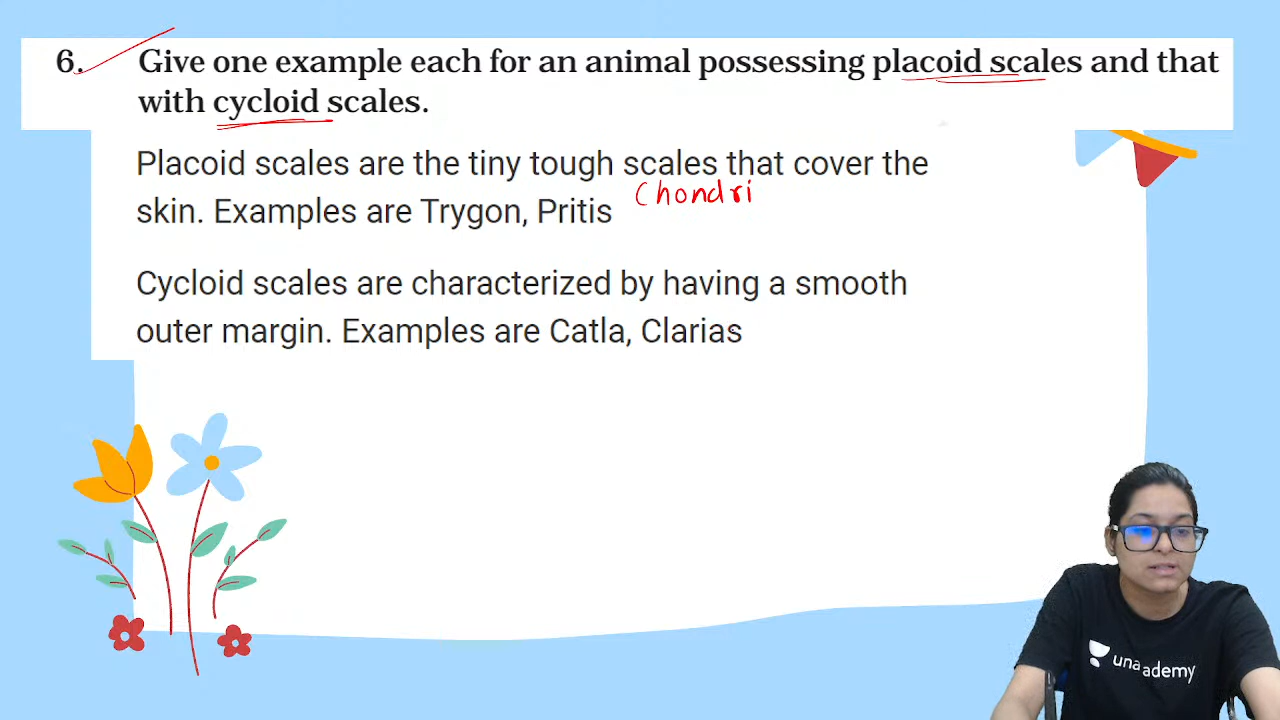 6. Give one example each for an animal possessing placoid scales and that
with cycloid scales.
Placoid scales are the tiny tough scales that cover the
skin. Examples are Trygon, Pritis
Chondri
Cycloid scales are characterized by having a smooth
outer margin. Examples are Catla, Clarias
unacademy